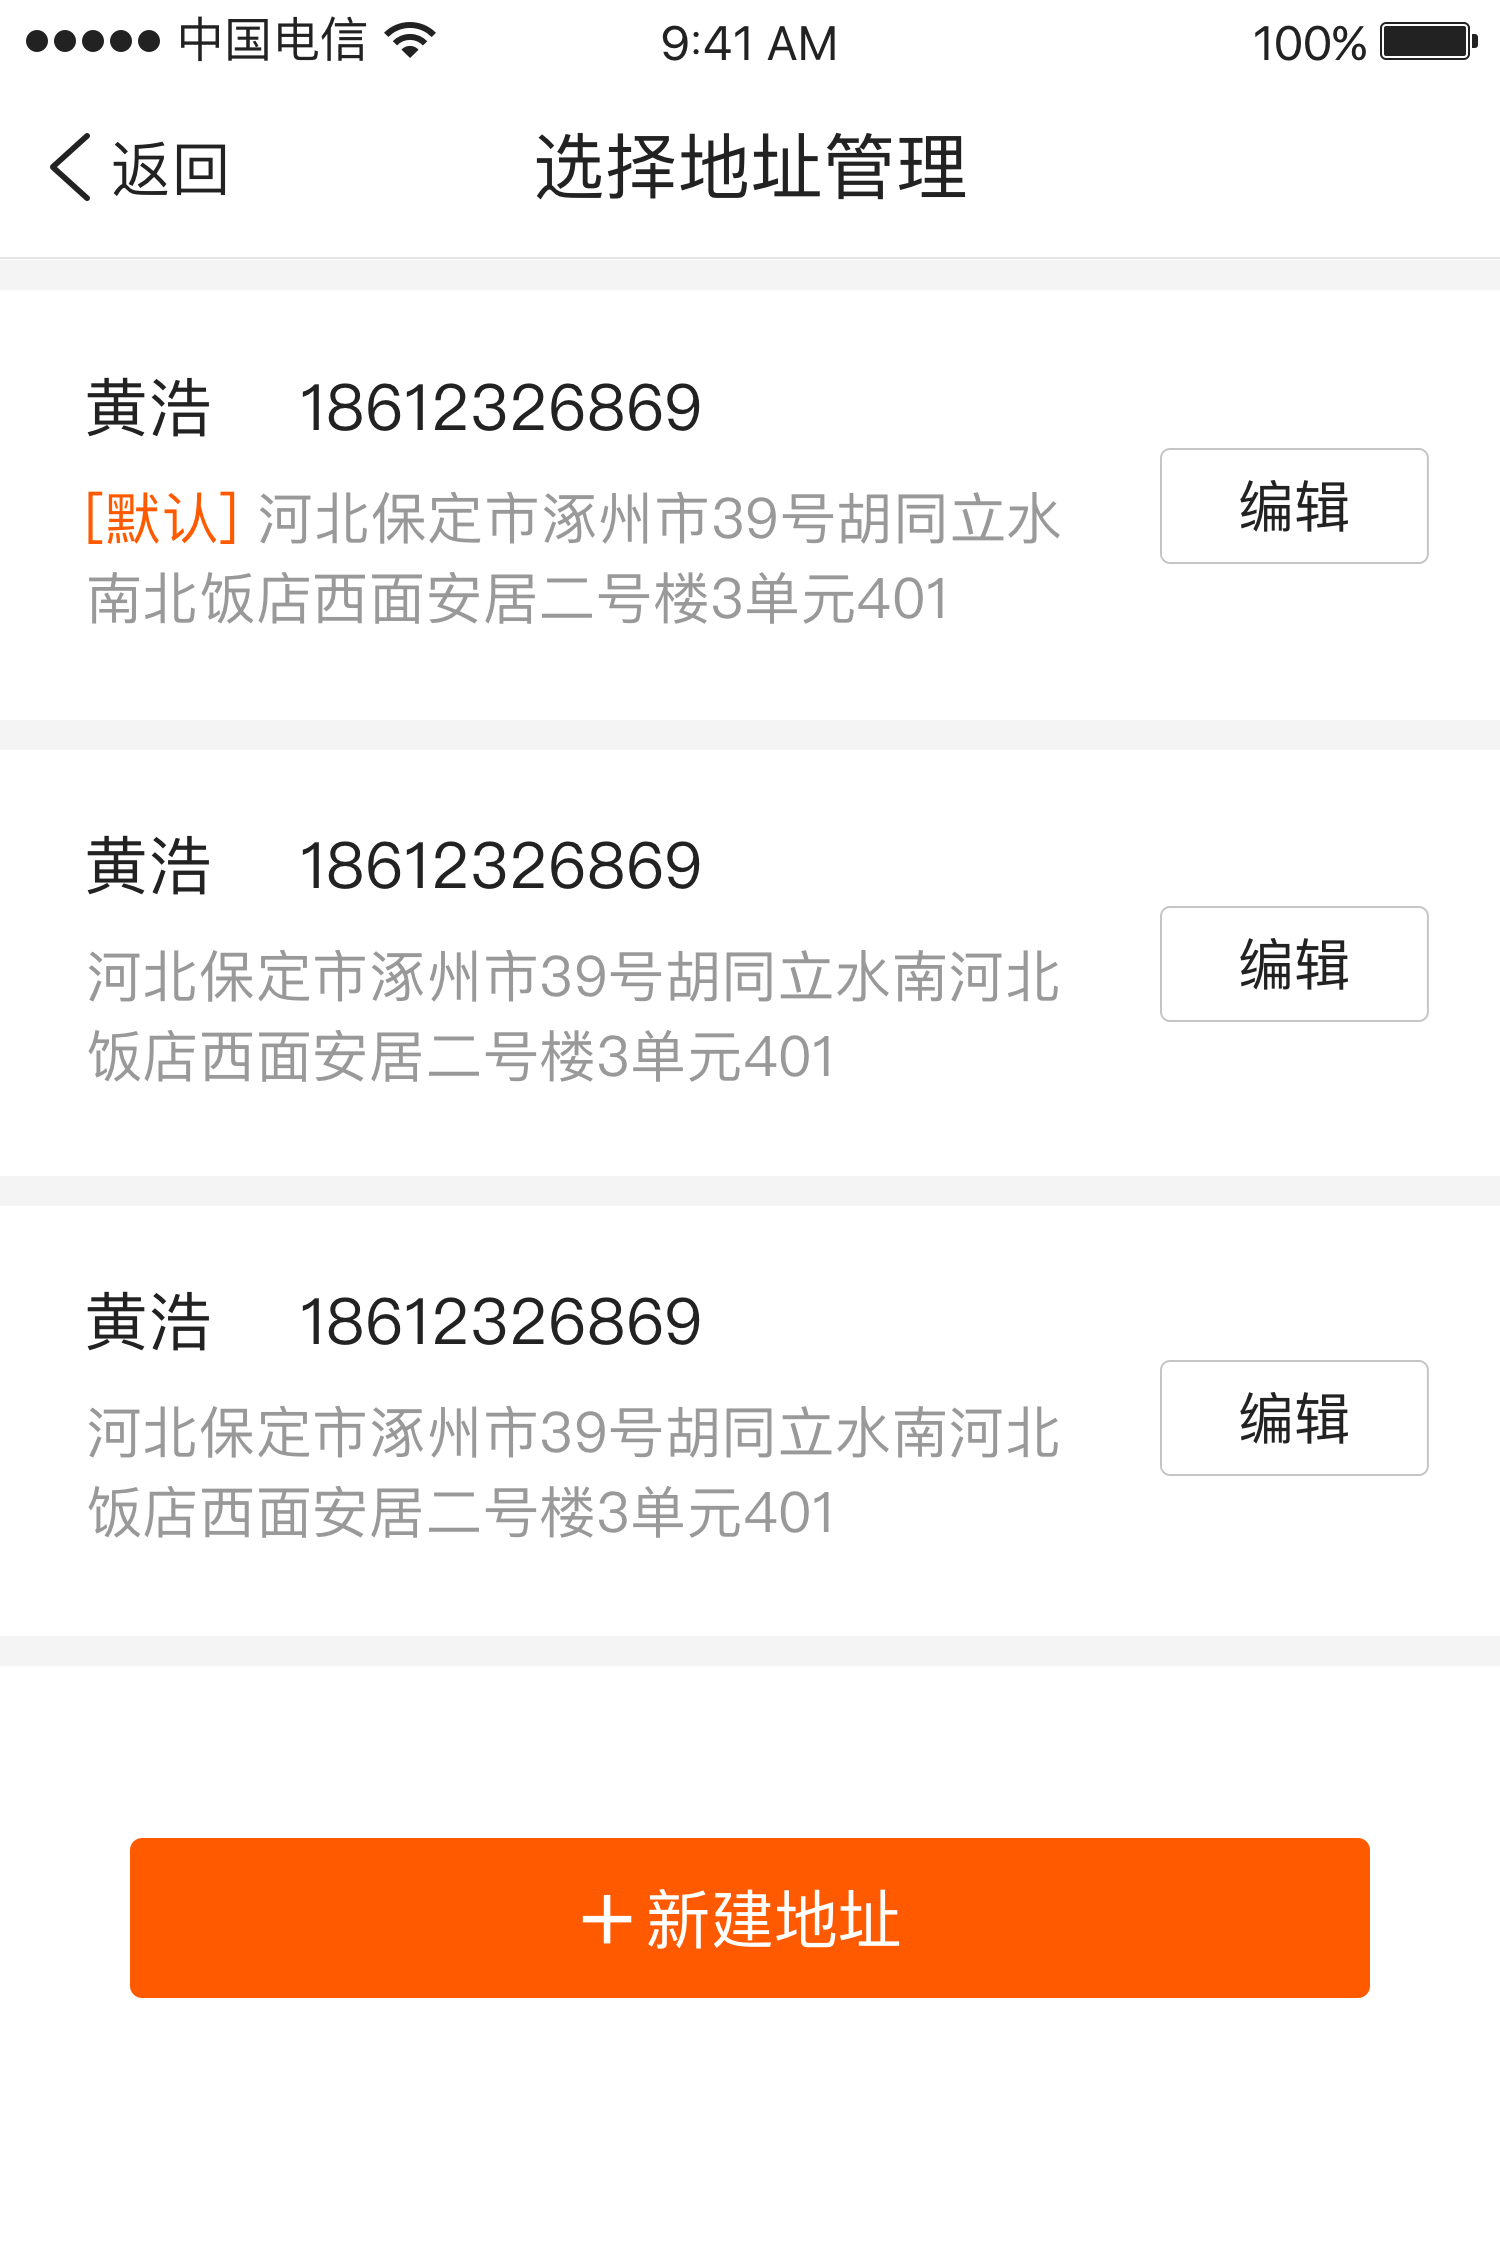 中国电信 9:41 AM 100%
返回 选择地址管理
黄浩 18612326869
[默认] 河北保定市涿州市39号胡同立水
南北饭店西面安居二号楼3单元401
编辑
黄浩 18612326869
河北保定市涿州市39号胡同立水南河北
饭店西面安居二号楼3单元401
编辑
黄浩 18612326869
河北保定市涿州市39号胡同立水南河北
饭店西面安居二号楼3单元401
编辑
+ 新建地址